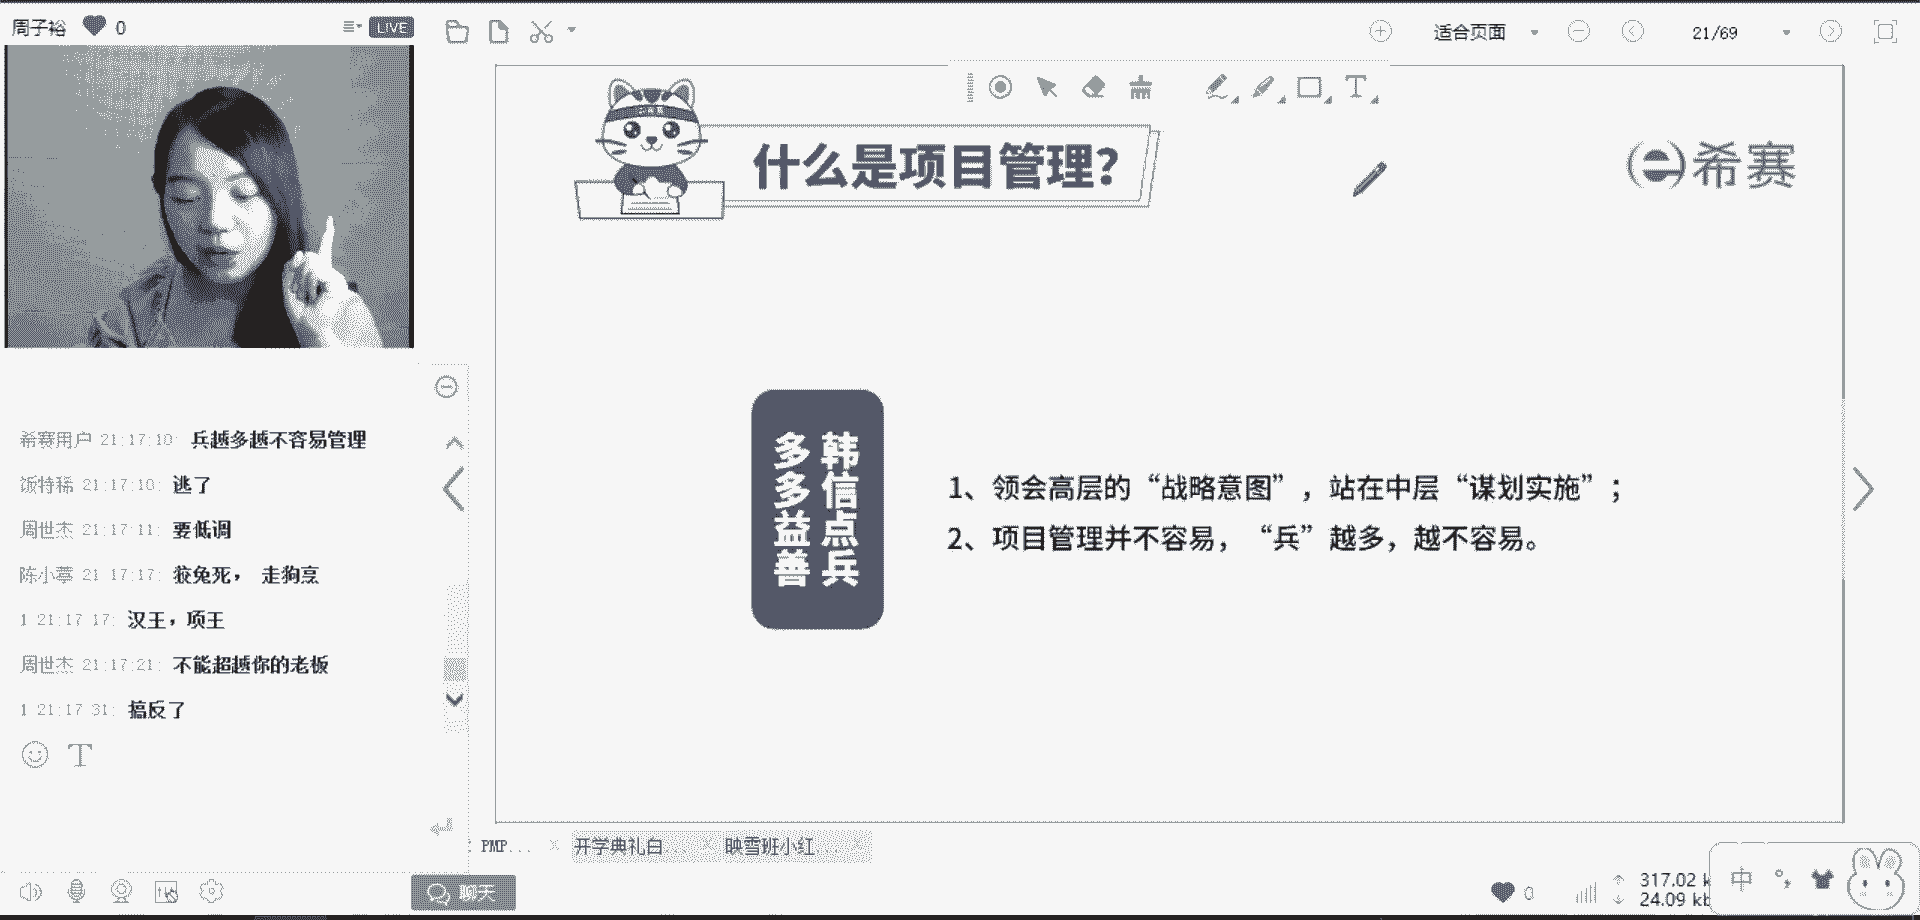 周子裕 0 LIVE
适合页面 21/69
什么是项目管理?
希赛
韩信点兵
多多益善
1、领会高层的“战略意图”，站在中层“谋划实施”；
2、项目管理并不容易，“兵”越多，越不容易。
希赛用户 21:17:10: 兵越多越不容易管理
饭特稀 21:17:10: 逃了
周世杰 21:17:11: 要低调
21:17:17: 狡兔死， 走狗烹
1 21:17:17: 汉王，项王
周世杰 21:17:21: 不能超越你的老板
1 21:17:31: 搞反了
T
PMP... × 开学典礼白... × 映雪班小红... ×
聊天
0
317.02 k
24.09 kb
中